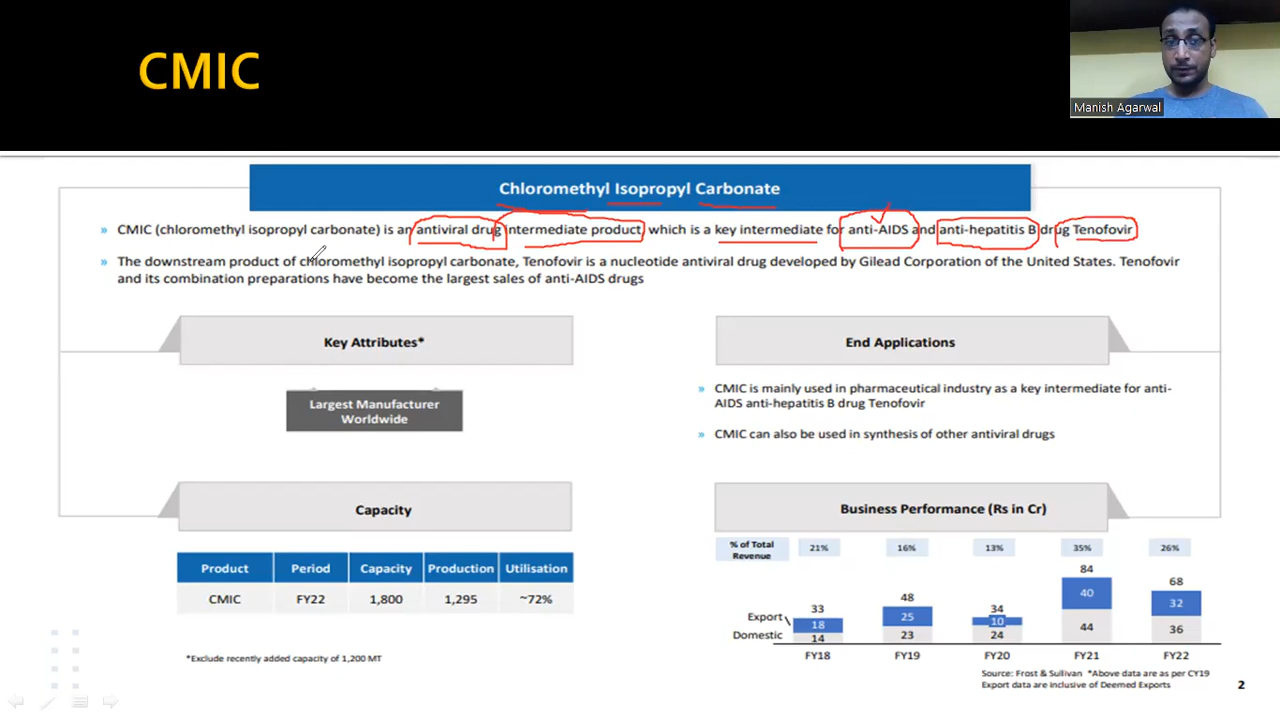 CMIC
Manish Agarwal
Chloromethyl Isopropyl Carbonate
» CMIC (chloromethyl isopropyl carbonate) is an antiviral drug intermediate product, which is a key intermediate for anti-AIDS and anti-hepatitis B drug Tenofovir
» The downstream product of chloromethyl isopropyl carbonate, Tenofovir is a nucleotide antiviral drug developed by Gilead Corporation of the United States. Tenofovir
and its combination preparations have become the largest sales of anti-AIDS drugs
Key Attributes*
Largest Manufacturer
Worldwide
End Applications
» CMIC is mainly used in pharmaceutical industry as a key intermediate for anti-
AIDS anti-hepatitis B drug Tenofovir
» CMIC can also be used in synthesis of other antiviral drugs
Capacity
Product Period Capacity Production Utilisation
CMIC FY22 1,800 1,295 ~72%
*Exclude recently added capacity of 1,200 MT
Business Performance (Rs in Cr)
% of Total
Revenue
21% 16% 13% 35% 26%
33 48 34 84 68
Export 18 25 10 40 32
Domestic 14 23 24 44 36
FY18 FY19 FY20 FY21 FY22
Source: Frost & Sullivan *Above data are as per CY19
Export data are inclusive of Deemed Exports
2